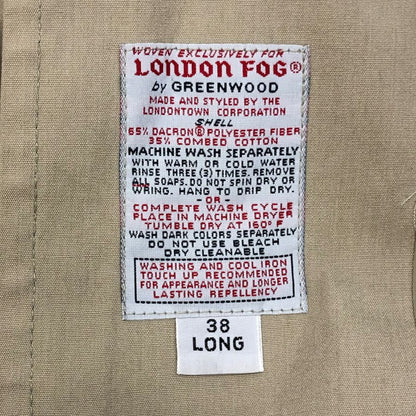 WOVEN EXCLUSIVELY FOR
LONDON FOG®
by GREENWOOD
MADE AND STYLED BY THE
LONDONTOWN CORPORATION
SHELL
65% DACRON® POLYESTER FIBER
35% COMBED COTTON
MACHINE WASH SEPARATELY
WITH WARM OR COLD WATER
RINSE THREE (3) TIMES. REMOVE
ALL SOAPS. DO NOT SPIN DRY OR
WRING. HANG TO DRIP DRY.
-OR-
COMPLETE WASH CYCLE
PLACE IN MACHINE DRYER
TUMBLE DRY AT 160° F
WASH DARK COLORS SEPARATELY
DO NOT USE BLEACH
DRY CLEANABLE
WASHING AND COOL IRON
TOUCH UP RECOMMENDED
FOR APPEARANCE AND LONGER
LASTING REPELLENCY
38
LONG